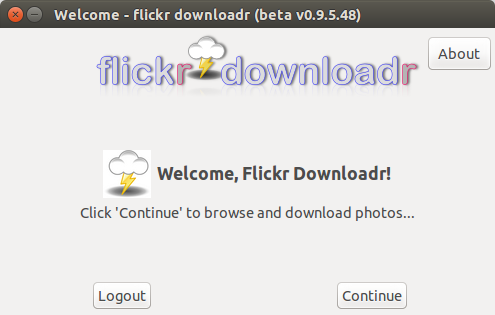 Welcome - flickr downloadr (beta v0.9.5.48)
flickr downloadr
About
Welcome, Flickr Downloadr!
Click 'Continue' to browse and download photos...
Logout
Continue